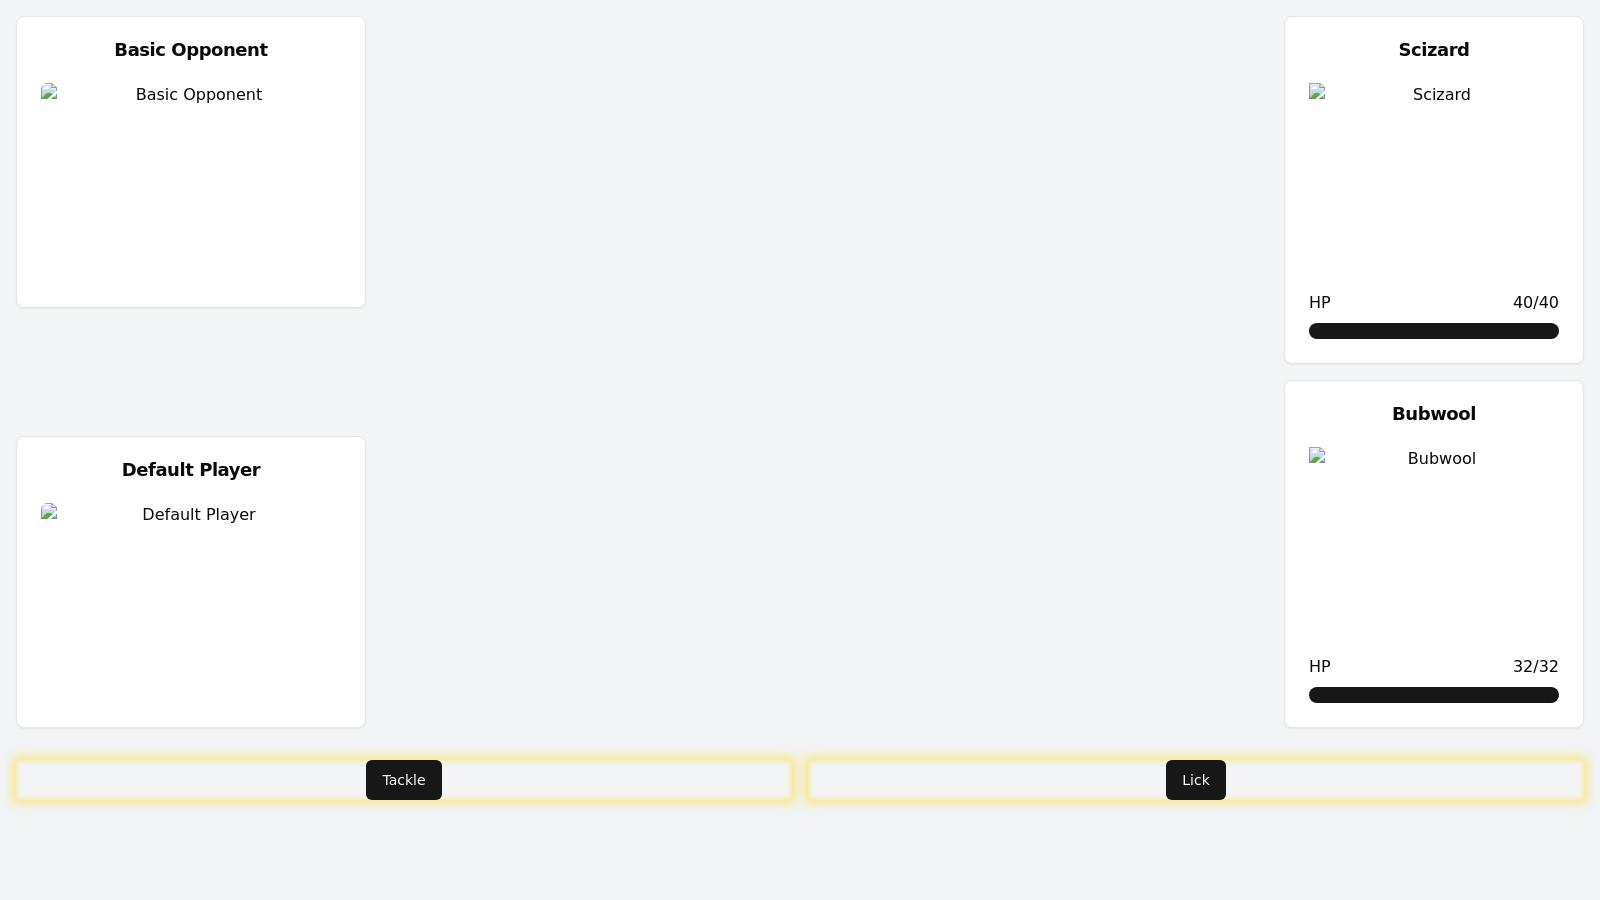 Basic Opponent
Basic Opponent
Scizard
Scizard
HP 40/40
Default Player
Default Player
Bubwool
Bubwool
HP 32/32
Tackle
Lick